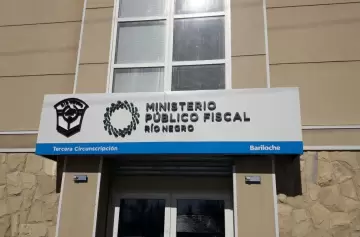 MINISTERIO
PÚBLICO FISCAL
RÍO NEGRO
Tercera Circunscripción
Bariloche